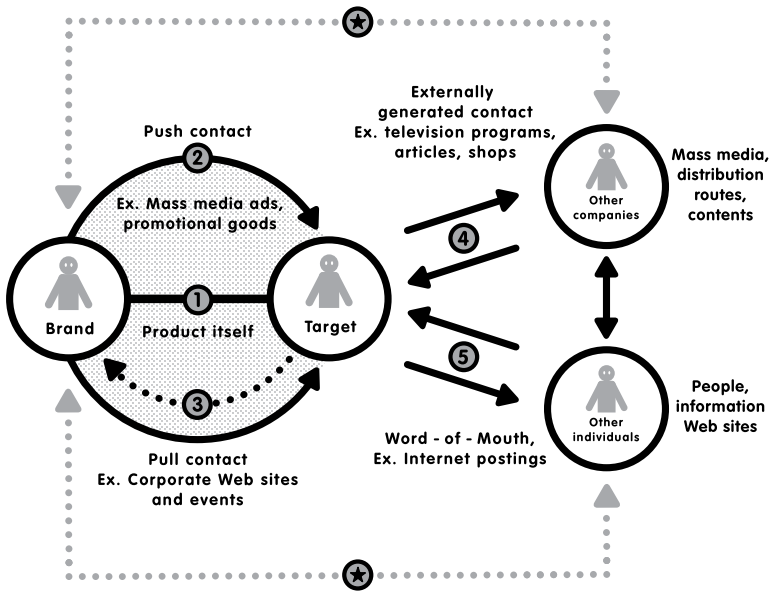 Externally
generated contact
Ex. television programs,
articles, shops
Push contact
2
Ex. Mass media ads,
promotional goods
Other
companies
Mass media,
distribution
routes,
contents
4
Brand
1
Product itself
Target
3
5
Other
individuals
People,
information
Web sites
Word - of - Mouth,
Ex. Internet postings
Pull contact
Ex. Corporate Web sites
and events